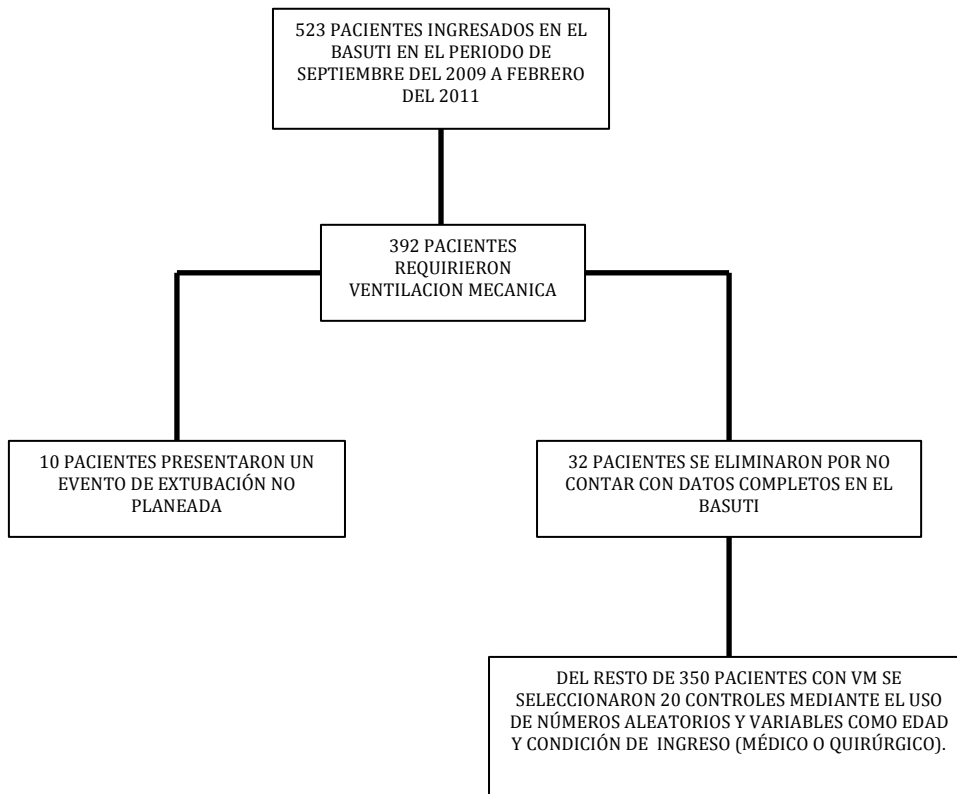 523 PACIENTES INGRESADOS EN EL
BASUTI EN EL PERIODO DE
SEPTIEMBRE DEL 2009 A FEBRERO
DEL 2011
392 PACIENTES
REQUIRIERON
VENTILACION MECANICA
10 PACIENTES PRESENTARON UN
EVENTO DE EXTUBACIÓN NO
PLANEADA
32 PACIENTES SE ELIMINARON POR NO
CONTAR CON DATOS COMPLETOS EN EL
BASUTI
DEL RESTO DE 350 PACIENTES CON VM SE
SELECCIONARON 20 CONTROLES MEDIANTE EL USO
DE NÚMEROS ALEATORIOS Y VARIABLES COMO EDAD
Y CONDICIÓN DE INGRESO (MÉDICO O QUIRÚRGICO).